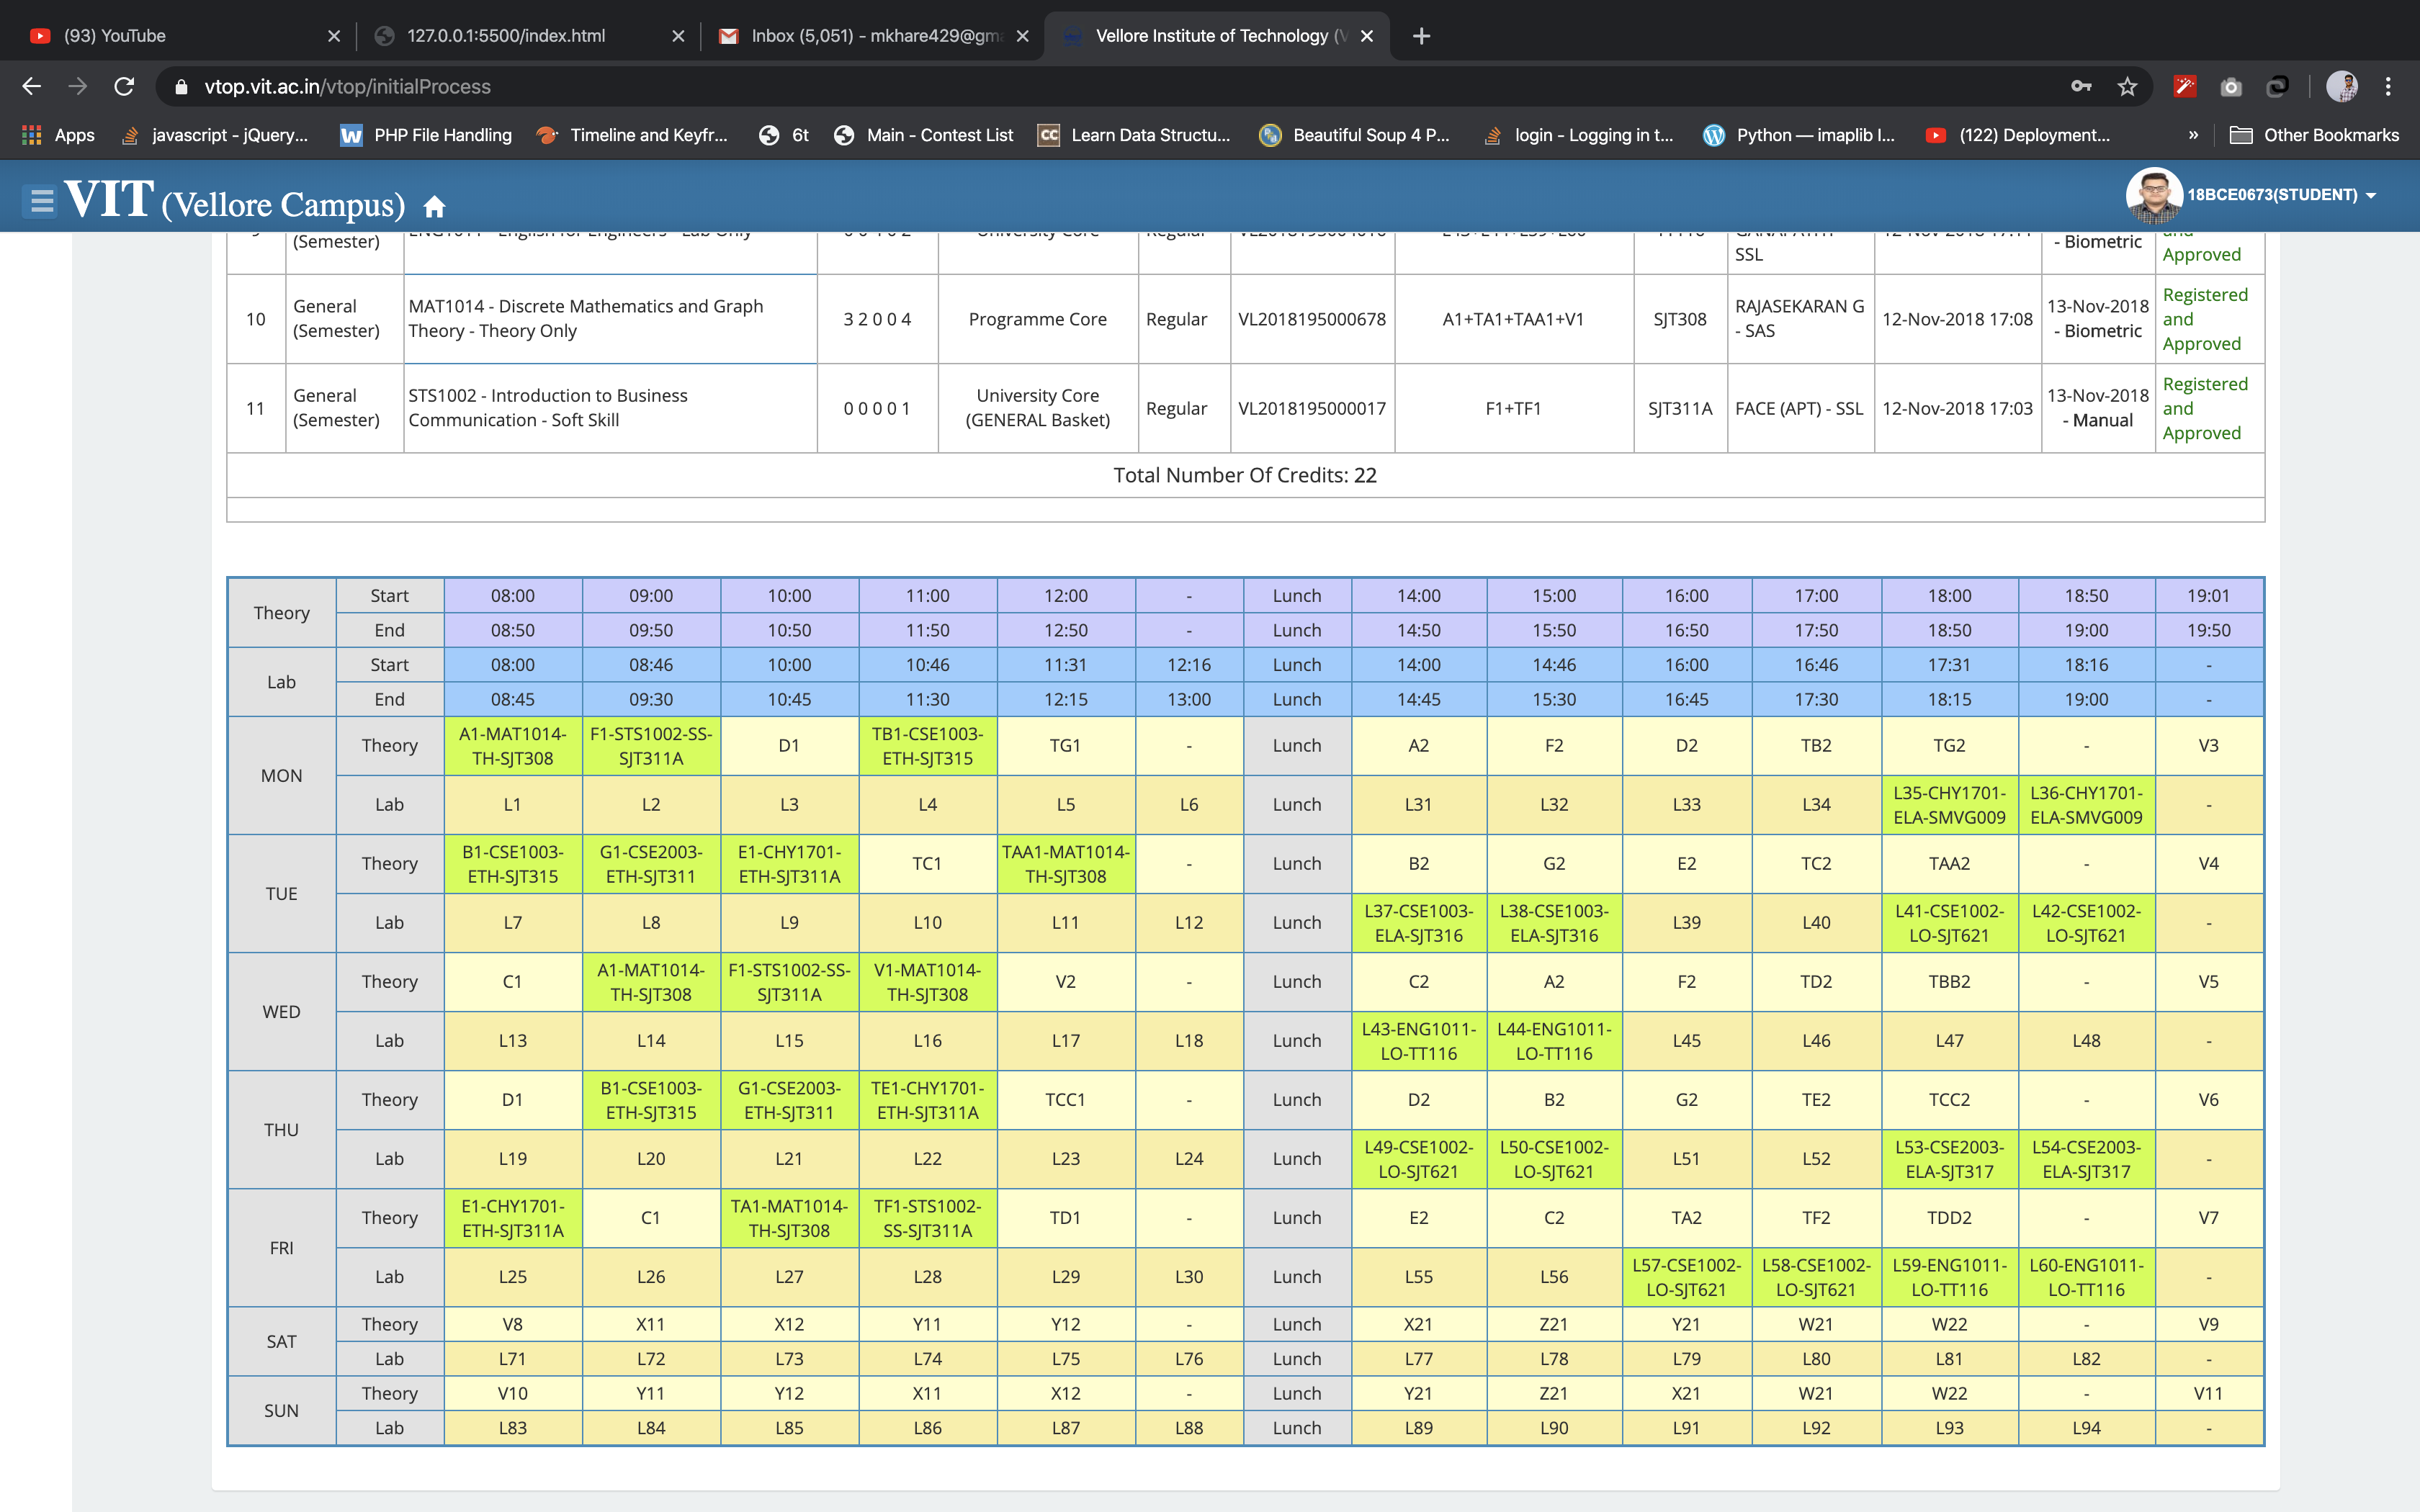 (93) YouTube
127.0.0.1:5500/index.html
Inbox (5,051) - mkhare429@gm
Vellore Institute of Technology (V
vtop.vit.ac.in/vtop/initialProcess
Apps javascript - jQuery... PHP File Handling Timeline and Keyfr... 6t Main - Contest List Learn Data Structu... Beautiful Soup 4 P... login - Logging in t... Python — imaplib I... (122) Deployment... » Other Bookmarks
VIT (Vellore Campus)
18BCE0673(STUDENT)
(Semester) SSL - Biometric Approved
10 General (Semester) MAT1014 - Discrete Mathematics and Graph Theory - Theory Only 3 2 0 0 4 Programme Core Regular VL2018195000678 A1+TA1+TAA1+V1 SJT308 RAJASEKARAN G - SAS 12-Nov-2018 17:08 13-Nov-2018 - Biometric Registered and Approved
11 General (Semester) STS1002 - Introduction to Business Communication - Soft Skill 0 0 0 0 1 University Core (GENERAL Basket) Regular VL2018195000017 F1+TF1 SJT311A FACE (APT) - SSL 12-Nov-2018 17:03 13-Nov-2018 - Manual Registered and Approved
Total Number Of Credits: 22
Theory Start 08:00 09:00 10:00 11:00 12:00 - Lunch 14:00 15:00 16:00 17:00 18:00 18:50 19:01
End 08:50 09:50 10:50 11:50 12:50 - Lunch 14:50 15:50 16:50 17:50 18:50 19:00 19:50
Lab Start 08:00 08:46 10:00 10:46 11:31 12:16 Lunch 14:00 14:46 16:00 16:46 17:31 18:16 -
End 08:45 09:30 10:45 11:30 12:15 13:00 Lunch 14:45 15:30 16:45 17:30 18:15 19:00 -
MON Theory A1-MAT1014-TH-SJT308 F1-STS1002-SS-SJT311A D1 TB1-CSE1003-ETH-SJT315 TG1 - Lunch A2 F2 D2 TB2 TG2 - V3
Lab L1 L2 L3 L4 L5 L6 Lunch L31 L32 L33 L34 L35-CHY1701-ELA-SMVG009 L36-CHY1701-ELA-SMVG009 -
TUE Theory B1-CSE1003-ETH-SJT315 G1-CSE2003-ETH-SJT311 E1-CHY1701-ETH-SJT311A TC1 TAA1-MAT1014-TH-SJT308 - Lunch B2 G2 E2 TC2 TAA2 - V4
Lab L7 L8 L9 L10 L11 L12 Lunch L37-CSE1003-ELA-SJT316 L38-CSE1003-ELA-SJT316 L39 L40 L41-CSE1002-LO-SJT621 L42-CSE1002-LO-SJT621 -
WED Theory C1 A1-MAT1014-TH-SJT308 F1-STS1002-SS-SJT311A V1-MAT1014-TH-SJT308 V2 - Lunch C2 A2 F2 TD2 TBB2 - V5
Lab L13 L14 L15 L16 L17 L18 Lunch L43-ENG1011-LO-TT116 L44-ENG1011-LO-TT116 L45 L46 L47 L48 -
THU Theory D1 B1-CSE1003-ETH-SJT315 G1-CSE2003-ETH-SJT311 TE1-CHY1701-ETH-SJT311A TCC1 - Lunch D2 B2 G2 TE2 TCC2 - V6
Lab L19 L20 L21 L22 L23 L24 Lunch L49-CSE1002-LO-SJT621 L50-CSE1002-LO-SJT621 L51 L52 L53-CSE2003-ELA-SJT317 L54-CSE2003-ELA-SJT317 -
FRI Theory E1-CHY1701-ETH-SJT311A C1 TA1-MAT1014-TH-SJT308 TF1-STS1002-SS-SJT311A TD1 - Lunch E2 C2 TA2 TF2 TDD2 - V7
Lab L25 L26 L27 L28 L29 L30 Lunch L55 L56 L57-CSE1002-LO-SJT621 L58-CSE1002-LO-SJT621 L59-ENG1011-LO-TT116 L60-ENG1011-LO-TT116 -
SAT Theory V8 X11 X12 Y11 Y12 - Lunch X21 Z21 Y21 W21 W22 - V9
Lab L71 L72 L73 L74 L75 L76 Lunch L77 L78 L79 L80 L81 L82 -
SUN Theory V10 Y11 Y12 X11 X12 - Lunch Y21 Z21 X21 W21 W22 - V11
Lab L83 L84 L85 L86 L87 L88 Lunch L89 L90 L91 L92 L93 L94 -